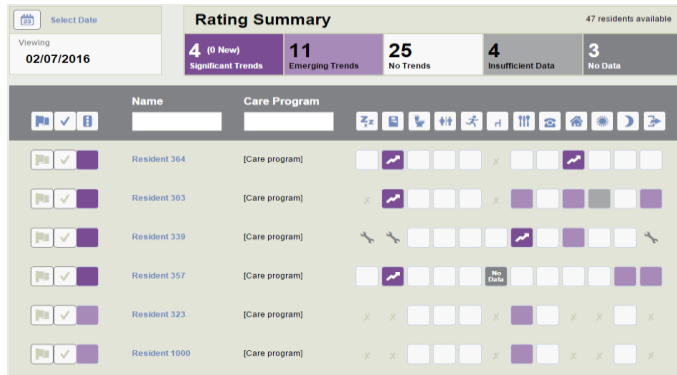 23 Select Date
Rating Summary
47 residents available
Viewing
02/07/2016
4 (0 New)
Significant Trends
11
Emerging Trends
25
No Trends
4
Insufficient Data
3
No Data
Name
Care Program
Resident 364 [Care program] x
Resident 303 [Care program] x x
Resident 339 [Care program]
Resident 357 [Care program] No Data
Resident 323 [Care program] x x x x x x
Resident 1000 [Care program] x x x x x x